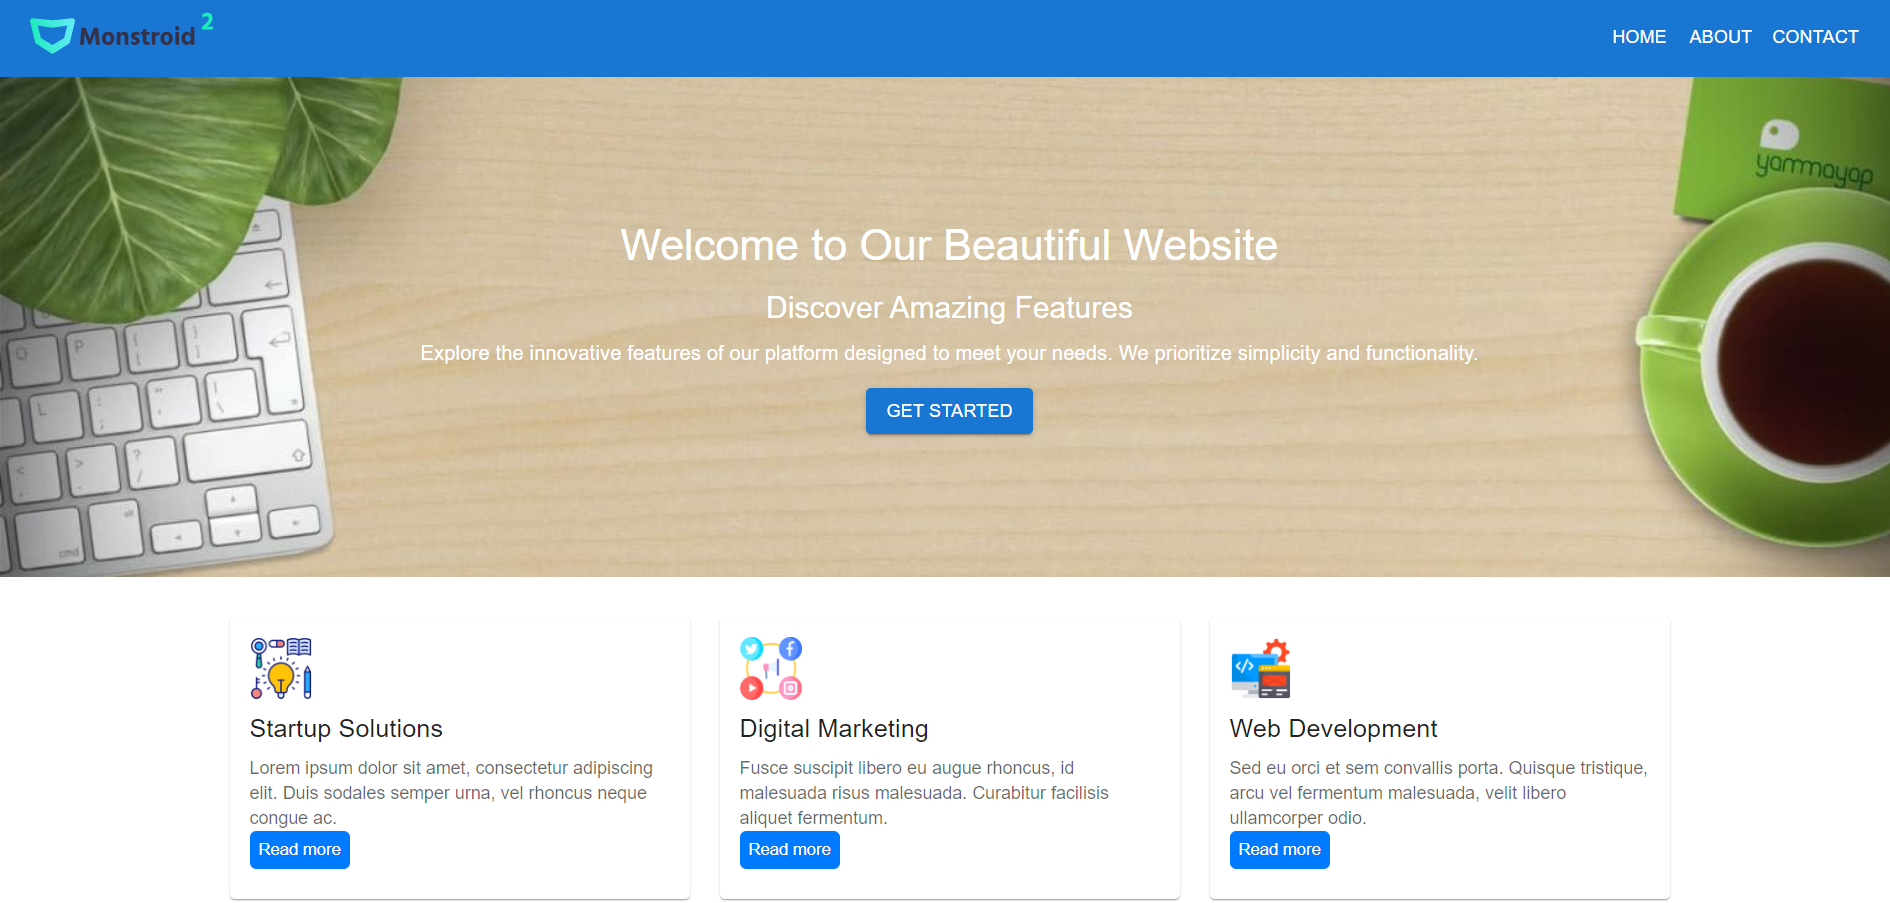 Monstroid 2
HOME ABOUT CONTACT
yammayap
Welcome to Our Beautiful Website
Discover Amazing Features
Explore the innovative features of our platform designed to meet your needs. We prioritize simplicity and functionality.
GET STARTED
O P { [ } ]
L : ; " ' | \
< > ? /
cmd
Startup Solutions
Lorem ipsum dolor sit amet, consectetur adipiscing
elit. Duis sodales semper urna, vel rhoncus neque
congue ac.
Read more
Digital Marketing
Fusce suscipit libero eu augue rhoncus, id
malesuada risus malesuada. Curabitur facilisis
aliquet fermentum.
Read more
Web Development
Sed eu orci et sem convallis porta. Quisque tristique,
arcu vel fermentum malesuada, velit libero
ullamcorper odio.
Read more